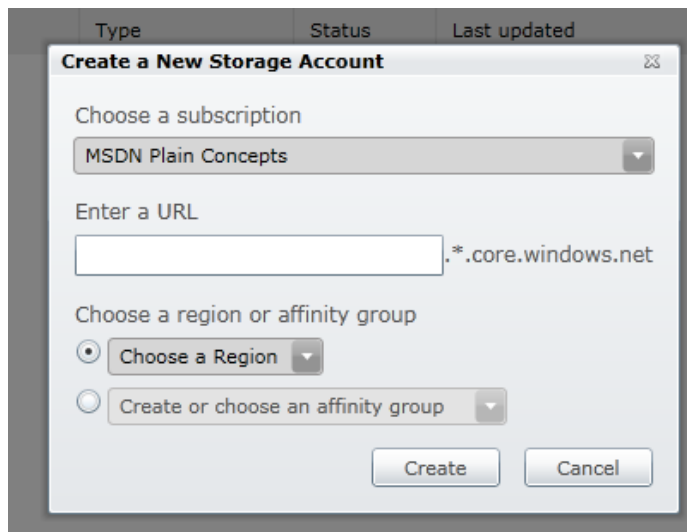 Type Status Last updated
Create a New Storage Account
Choose a subscription
MSDN Plain Concepts
Enter a URL
.*.core.windows.net
Choose a region or affinity group
Choose a Region
Create or choose an affinity group
Create Cancel